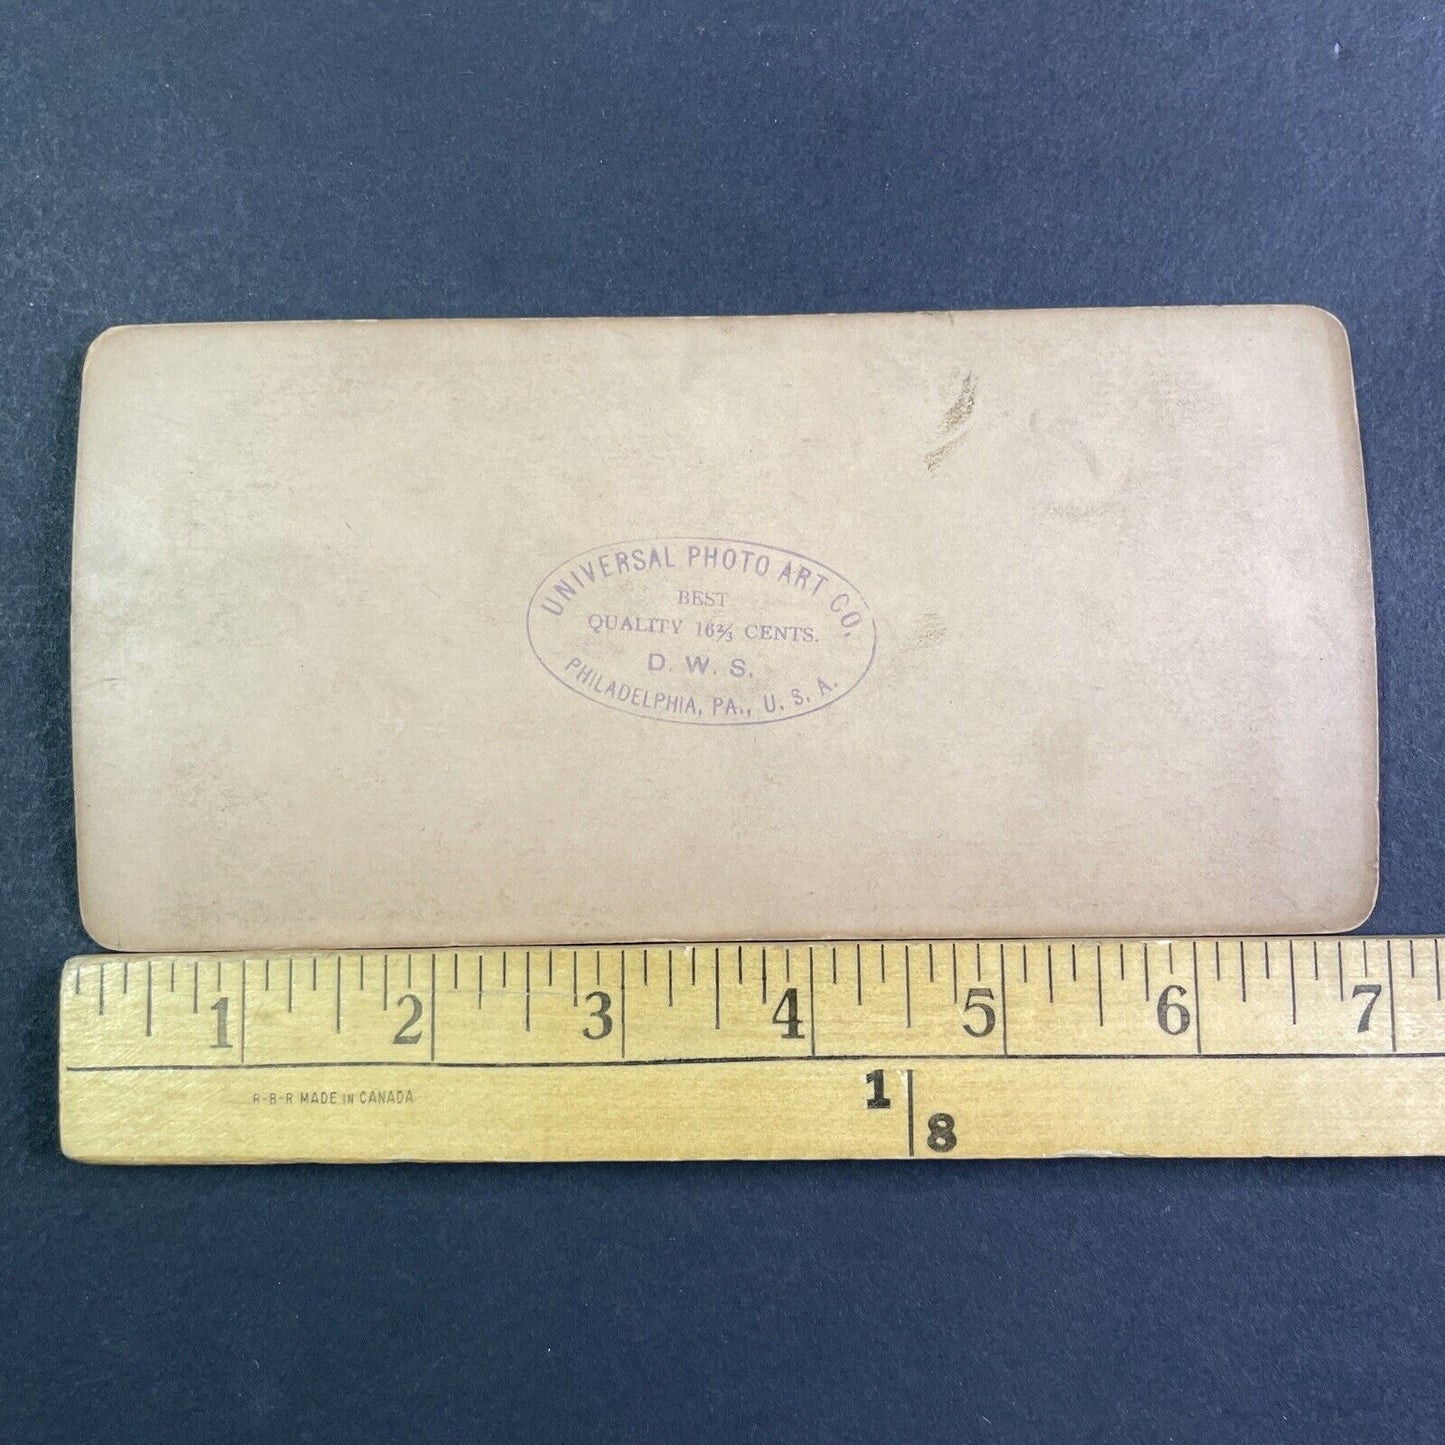 UNIVERSAL PHOTO ART CO.
BEST
QUALITY 16⅔ CENTS.
D. W. S.
PHILADELPHIA, PA., U. S. A.
1 2 3 4 5 6 7
R-B-R MADE IN CANADA
1 8